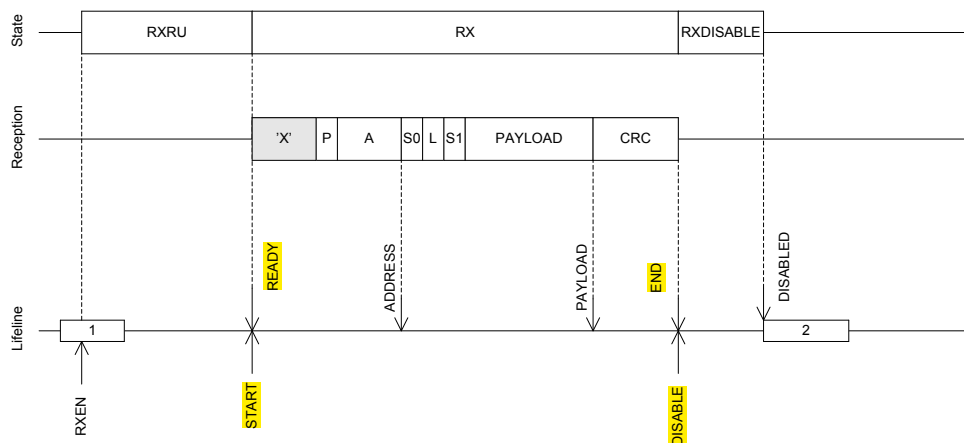 State
RXRU
RX
RXDISABLE
Reception
'X'
P
A
S0
L
S1
PAYLOAD
CRC
READY
ADDRESS
PAYLOAD
END
DISABLED
Lifeline
1
2
RXEN
START
DISABLE